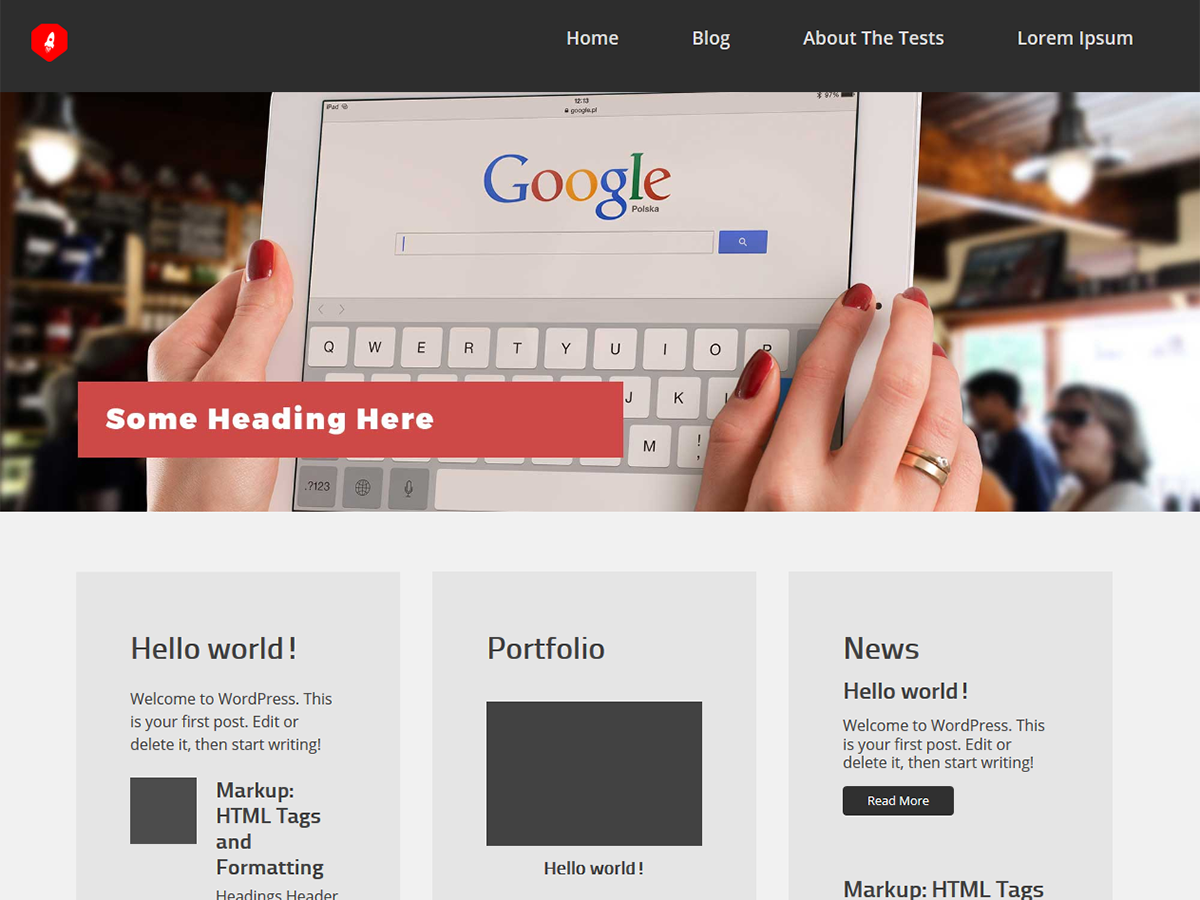 Home Blog About The Tests Lorem Ipsum
iPad 12:13 97%
google.pl
Google
Polska
Q W E R T Y U I O P
J K L
M ! ,
Some Heading Here
.?123
Hello world!
Welcome to WordPress. This
is your first post. Edit or
delete it, then start writing!
Markup:
HTML Tags
and
Formatting
Headings Header
Portfolio
Hello world!
News
Hello world!
Welcome to WordPress. This
is your first post. Edit or
delete it, then start writing!
Read More
Markup: HTML Tags